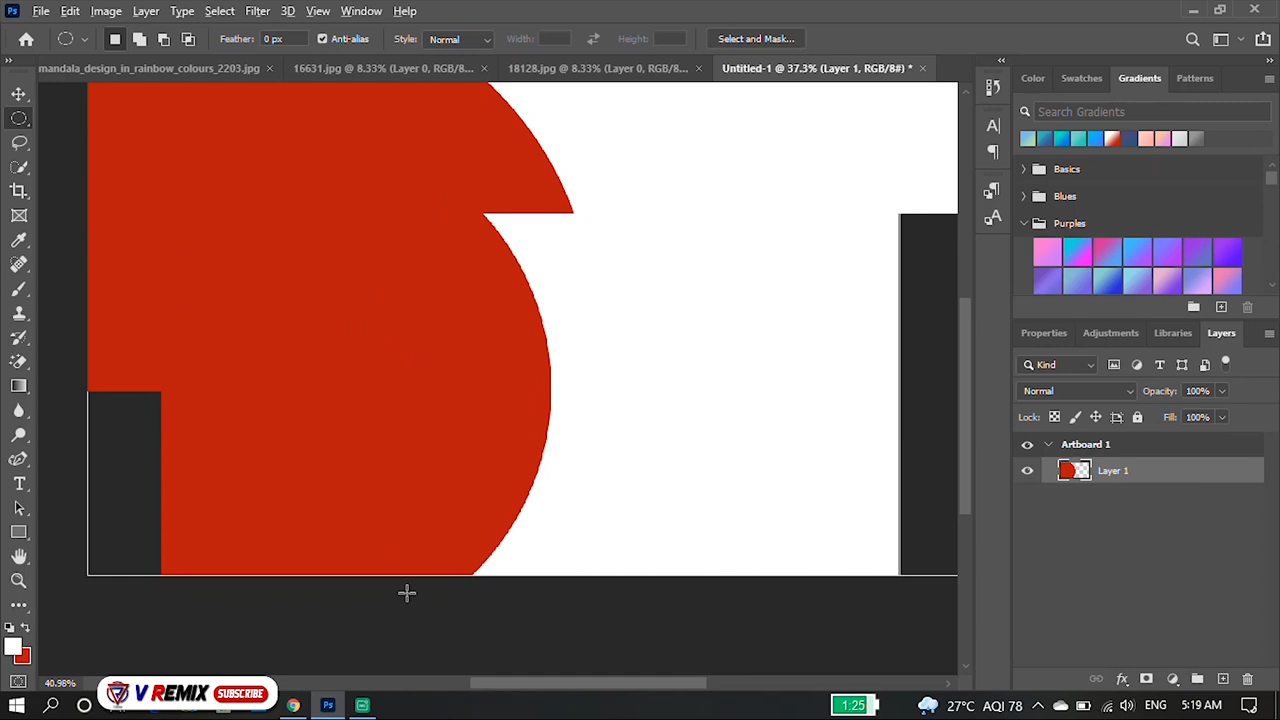 Ps File Edit Image Layer Type Select Filter 3D View Window Help
Feather: 0 px Anti-alias Style: Normal Width: Height: Select and Mask...
mandala_design_in_rainbow_colours_2203.jpg × 16631.jpg @ 8.33% (Layer 0, RGB/8... × 18128.jpg @ 8.33% (Layer 0, RGB/8... × Untitled-1 @ 37.3% (Layer 1, RGB/8#) * ×
Color Swatches Gradients Patterns
Search Gradients
Basics
Blues
Purples
Properties Adjustments Libraries Layers
Kind
Normal Opacity: 100%
Lock: Fill: 100%
Artboard 1
Layer 1
40.98%
V REMIX SUBSCRIBE
Ps 1:25 27°C AQI 78 ENG 5:19 AM